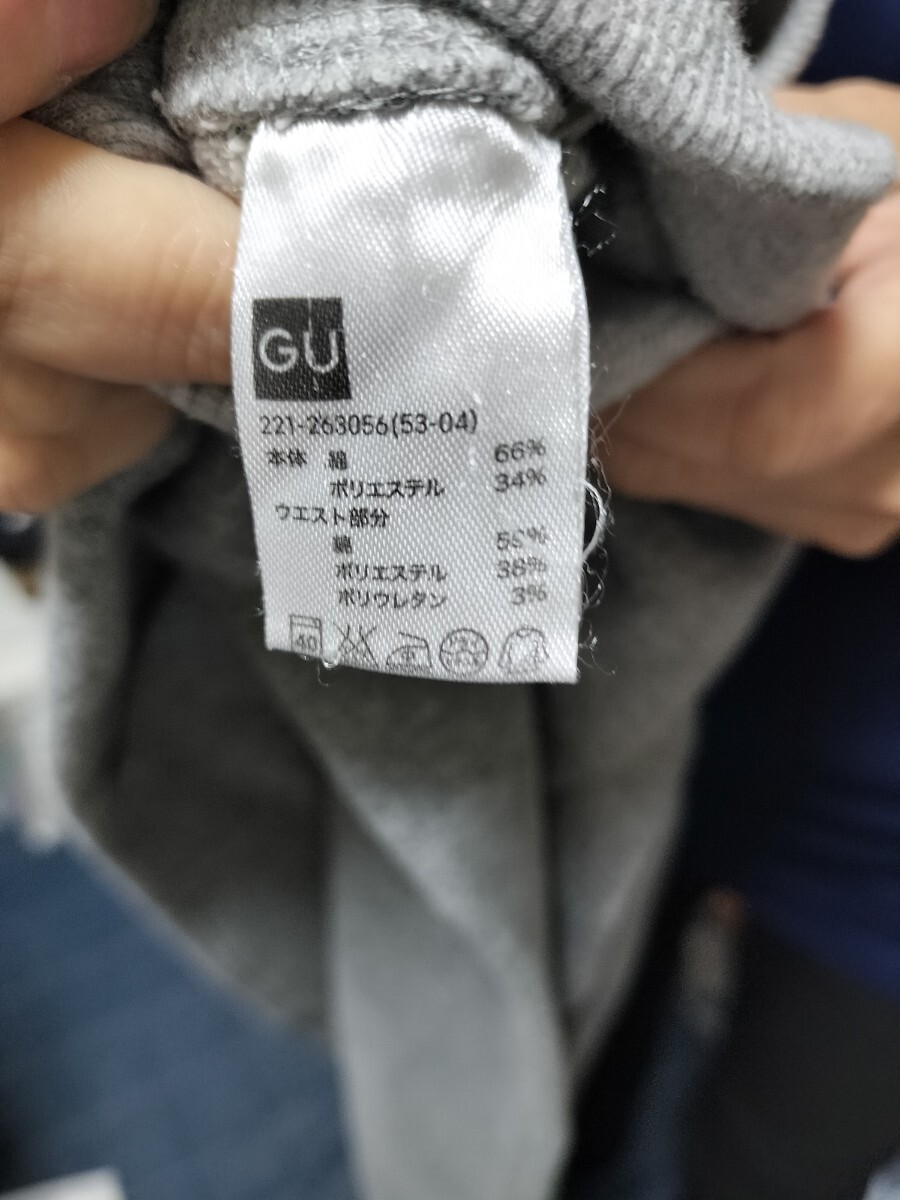 GU
221-263056(53-04)
本体 綿 66%
ポリエステル 34%
ウエスト部分
綿
ポリエステル 38%
ポリウレタン 3%
40